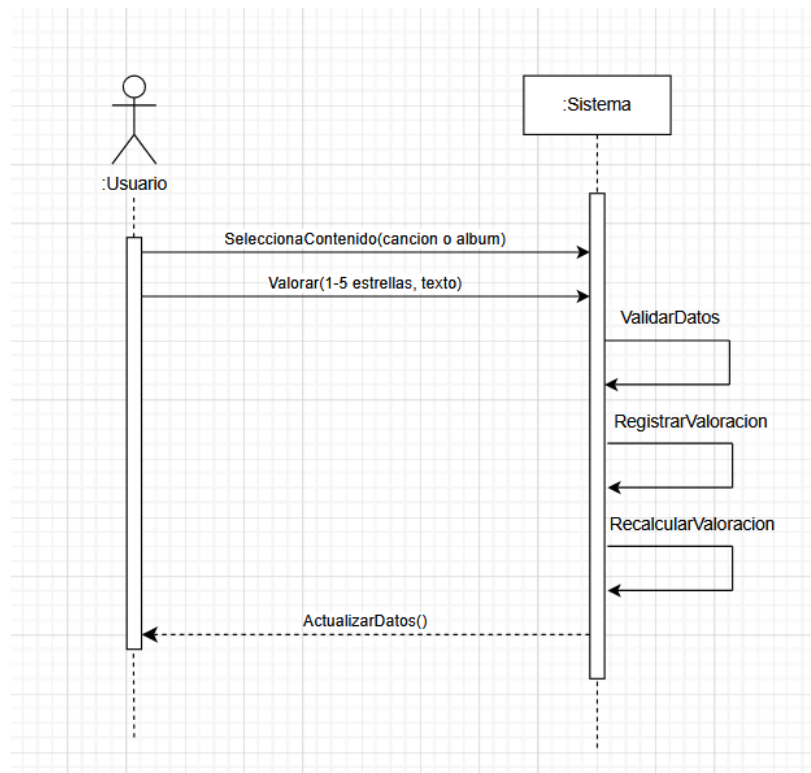 :Sistema
:Usuario
SeleccionaContenido(cancion o album)
Valorar(1-5 estrellas, texto)
ValidarDatos
RegistrarValoracion
RecalcularValoracion
ActualizarDatos()